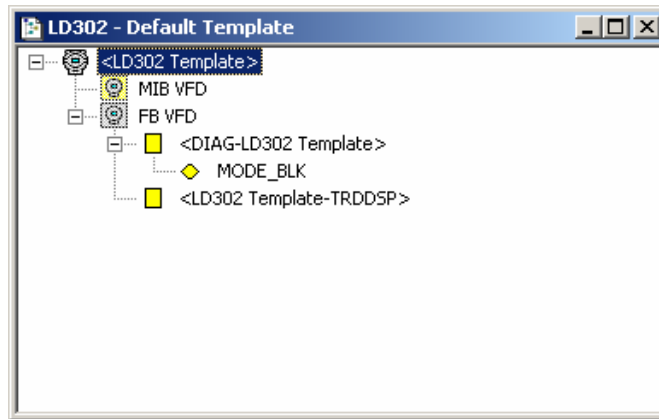 LD302 - Default Template
<LD302 Template>
MIB VFD
FB VFD
<DIAG-LD302 Template>
MODE_BLK
<LD302 Template-TRDDSP>